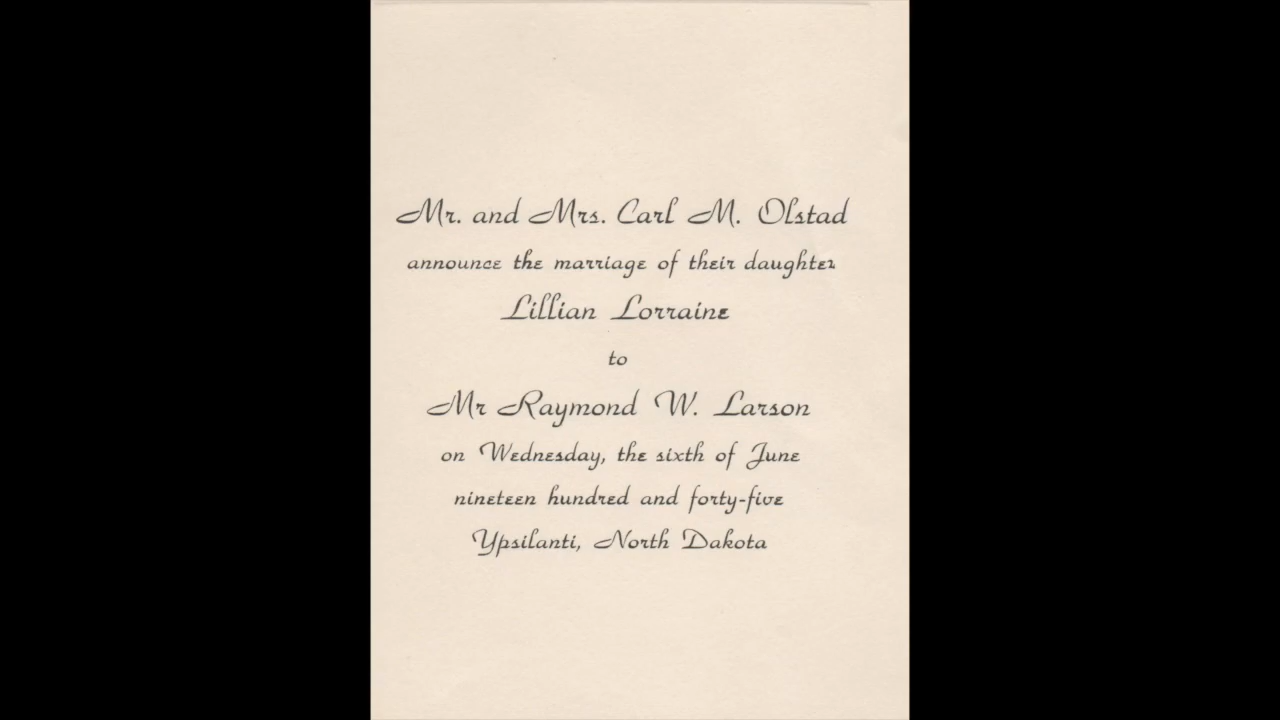 Mr. and Mrs. Carl M. Olstad
announce the marriage of their daughter
Lillian Lorraine
to
Mr Raymond W. Larson
on Wednesday, the sixth of June
nineteen hundred and forty-five
Ypsilanti, North Dakota